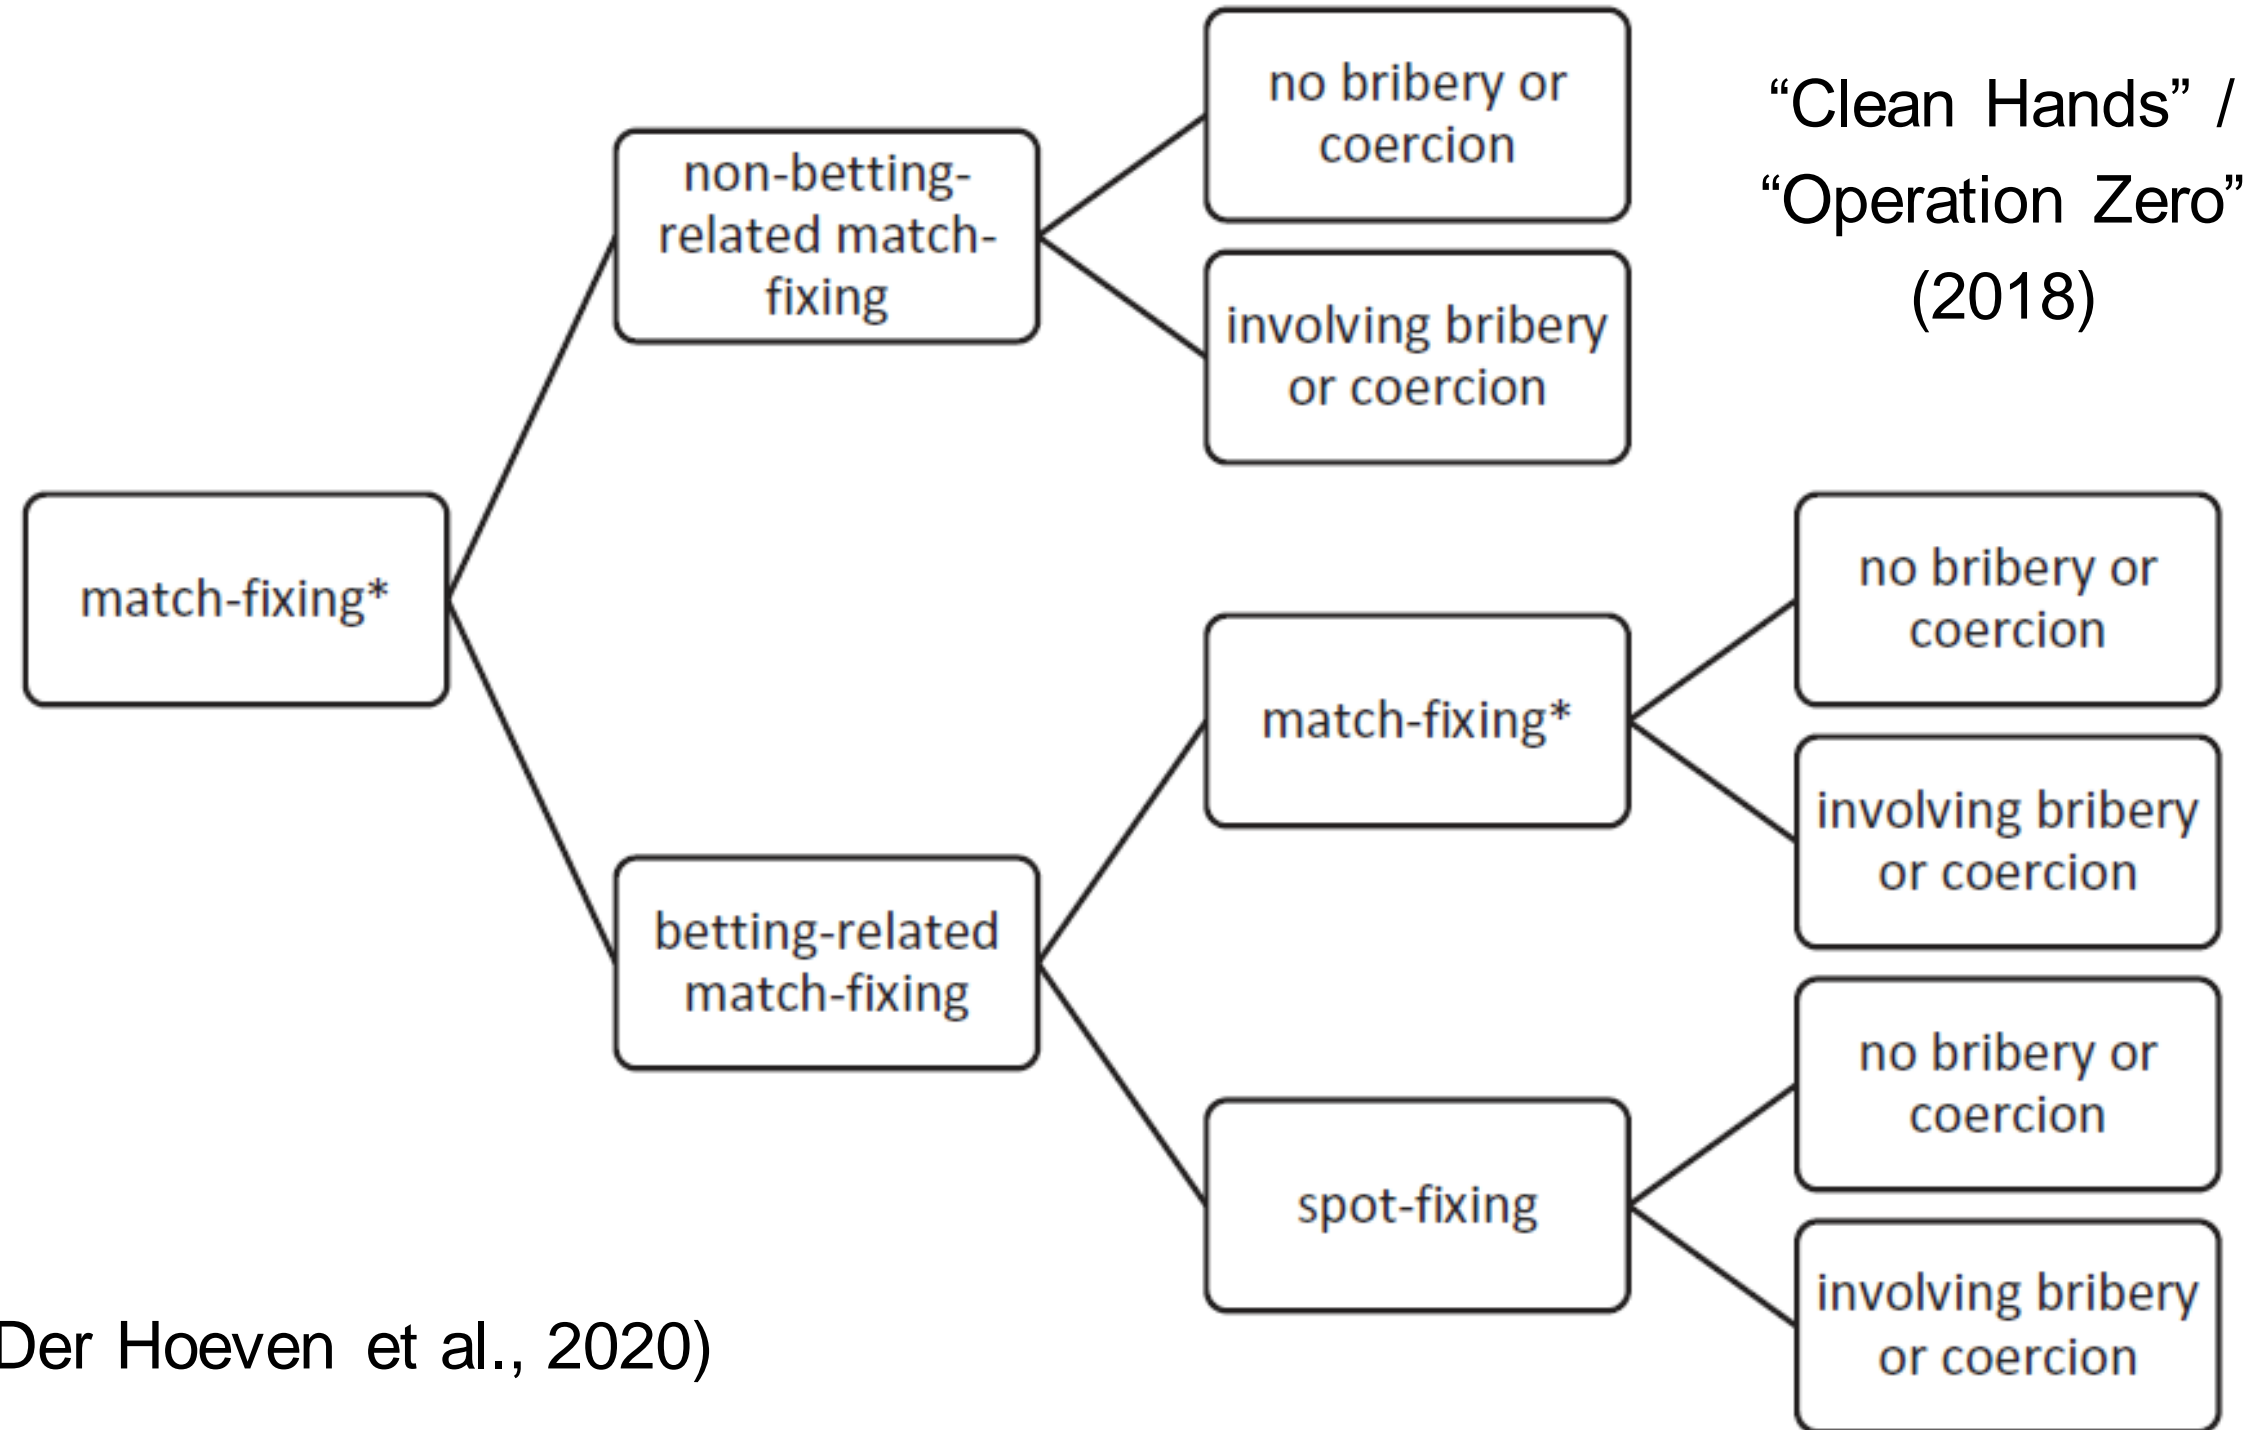 no bribery or
coercion
“Clean Hands” /
“Operation Zero”
(2018)
non-betting-
related match-
fixing
involving bribery
or coercion
match-fixing*
no bribery or
coercion
match-fixing*
involving bribery
or coercion
betting-related
match-fixing
no bribery or
coercion
spot-fixing
involving bribery
or coercion
Der Hoeven et al., 2020)